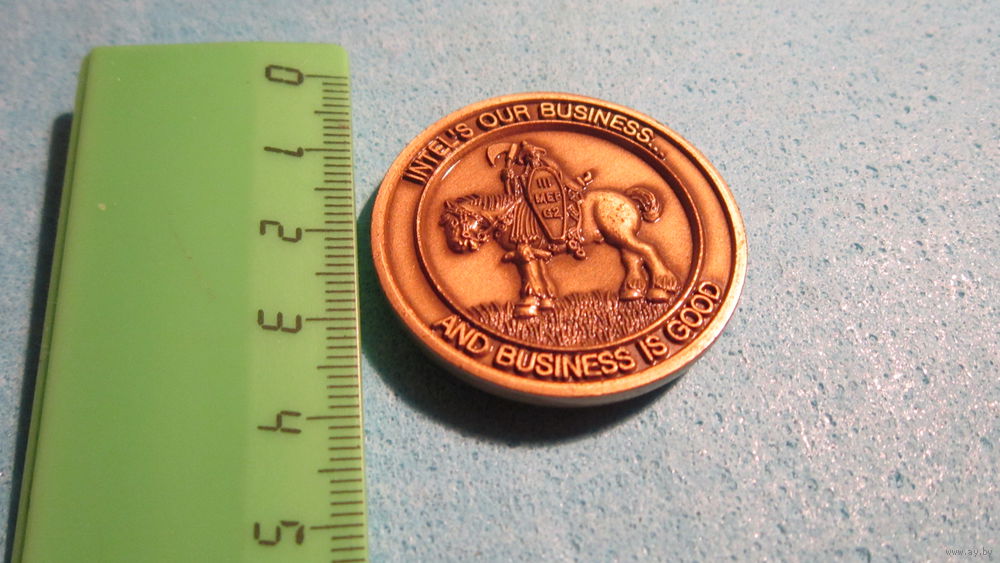 0
1
2
3
4
5
INTEL'S OUR BUSINESS...
III
MEF
G2
AND BUSINESS IS GOOD
www.ay.by